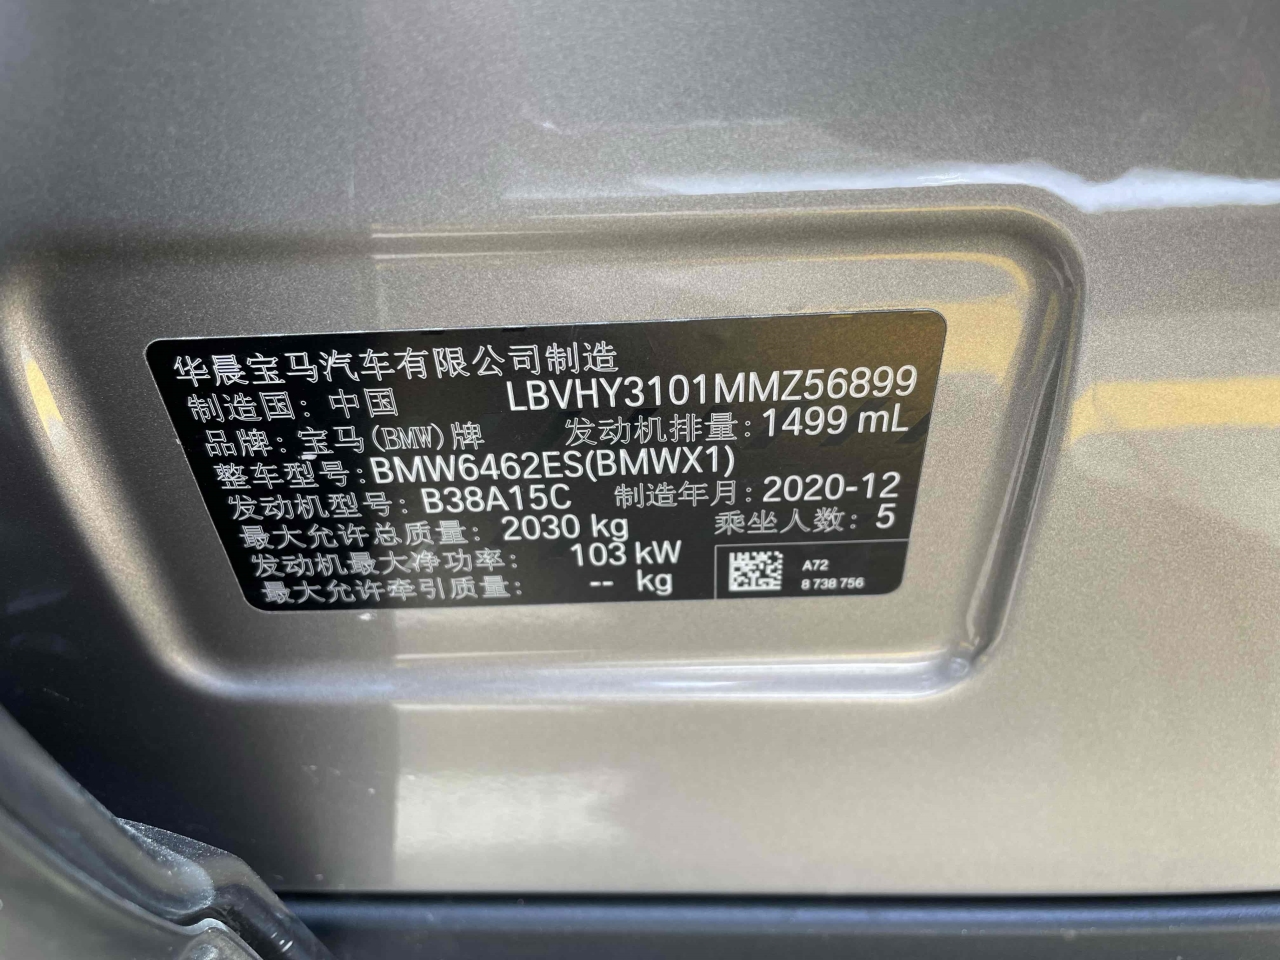 华晨宝马汽车有限公司制造
制造国：中国 LBVHY3101MMZ56899
品牌：宝马(BMW)牌 发动机排量：1499 mL
整车型号：BMW6462ES(BMWX1)
发动机型号：B38A15C 制造年月：2020-12
最大允许总质量：2030 kg 乘坐人数：5
发动机最大净功率：103 kW
最大允许牵引质量：-- kg
A72
8 738 756